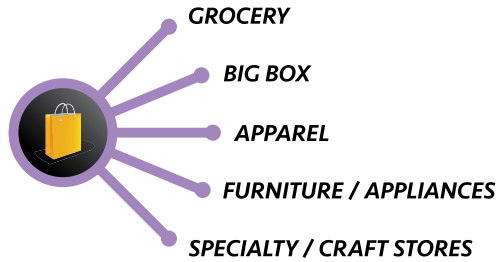 GROCERY
BIG BOX
APPAREL
FURNITURE / APPLIANCES
SPECIALTY / CRAFT STORES